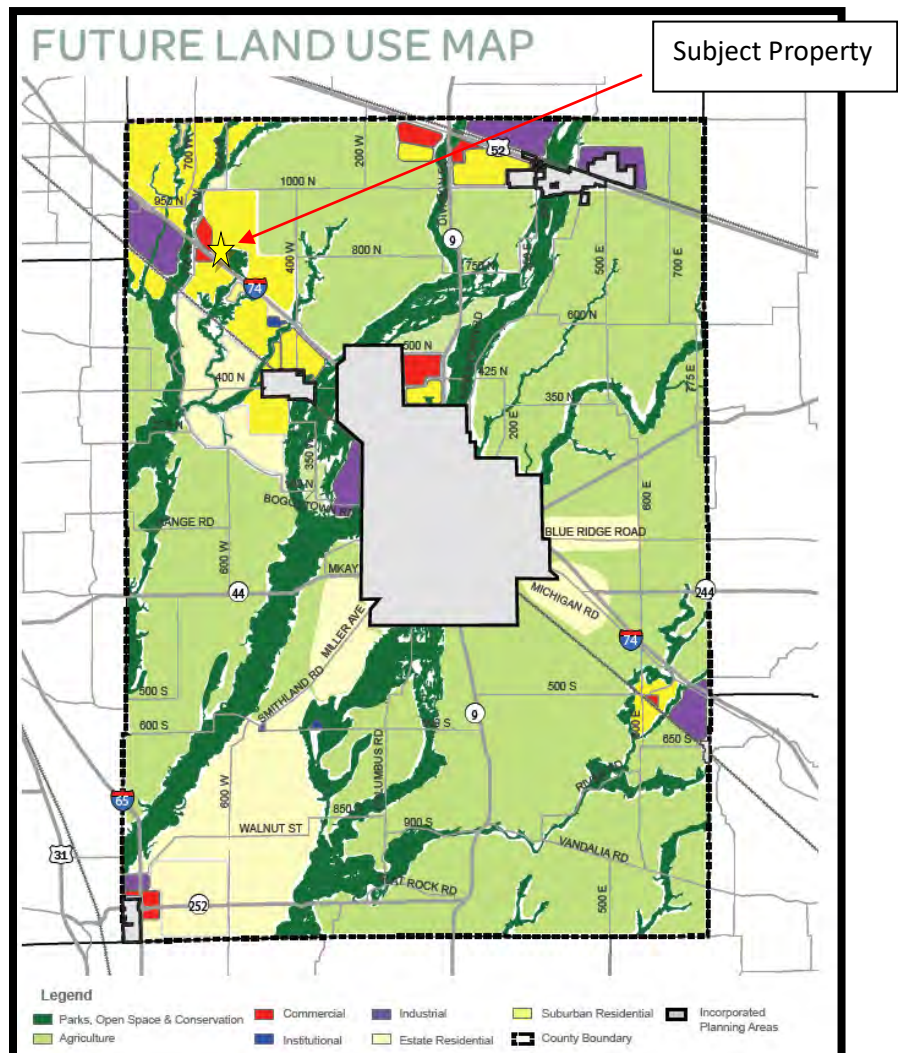 FUTURE LAND USE MAP
Subject Property
700 W
200 W
52
1000 N
950 N
9
500 E
700 E
400 W
800 N
750 N
74
600 N
500 N
425 N
400 N
350 N
775 E
200 E
350 W
600 E
BLUE RIDGE ROAD
600 W
MKAY
44
MICHIGAN RD
244
MILLER AVE
74
SMITHLAND RD
500 S
500 S
9
600 S
650 S
600 W
65
850
WALNUT ST
900 S
31
VANDALIA RD
252
500 E
Legend
Parks, Open Space & Conservation
Commercial
Industrial
Suburban Residential
Incorporated
Planning Areas
Agriculture
Institutional
Estate Residential
County Boundary